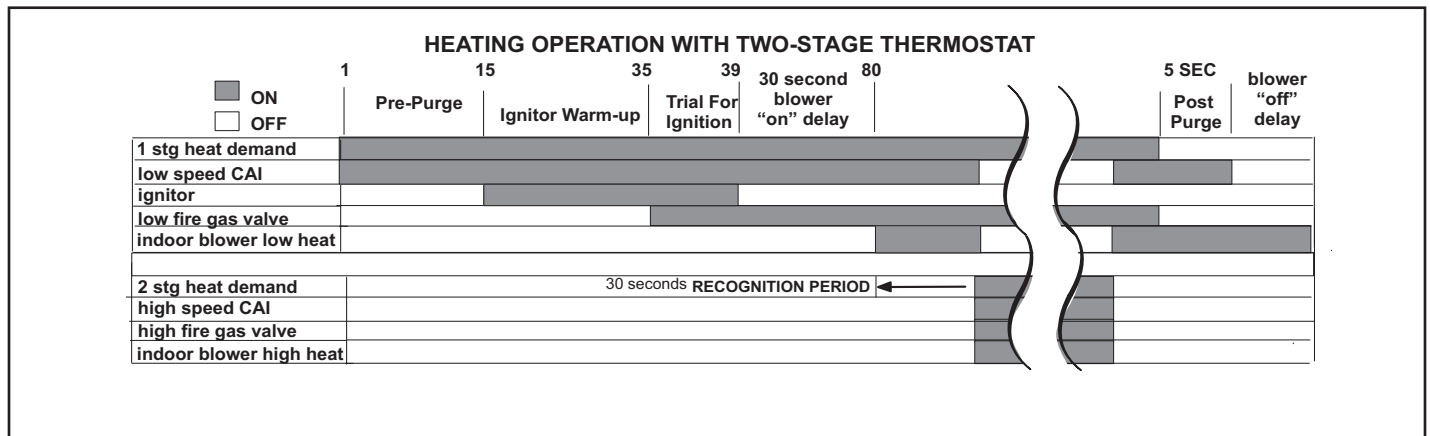 HEATING OPERATION WITH TWO-STAGE THERMOSTAT
1 15 35 39 80 5 SEC
ON
OFF
Pre-Purge
Ignitor Warm-up
Trial For
Ignition
30 second
blower
“on” delay
Post
Purge
blower
“off”
delay
1 stg heat demand
low speed CAI
ignitor
low fire gas valve
indoor blower low heat
2 stg heat demand
30 seconds RECOGNITION PERIOD
high speed CAI
high fire gas valve
indoor blower high heat